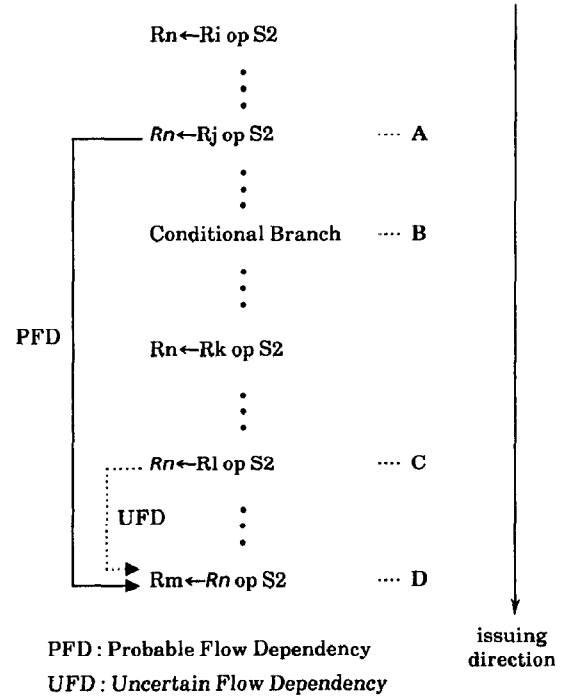 Rn←Ri op S2
Rn←Rj op S2 ···· A
Conditional Branch ···· B
PFD
Rn←Rk op S2
Rn←Rl op S2 ···· C
UFD
Rm←Rn op S2 ···· D
issuing
direction
PFD : Probable Flow Dependency
UFD : Uncertain Flow Dependency